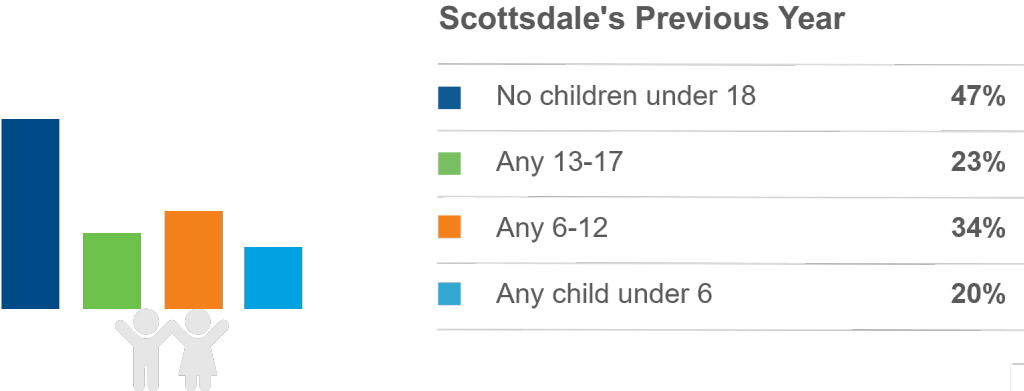 Scottsdale's Previous Year
No children under 18 47%
Any 13-17 23%
Any 6-12 34%
Any child under 6 20%